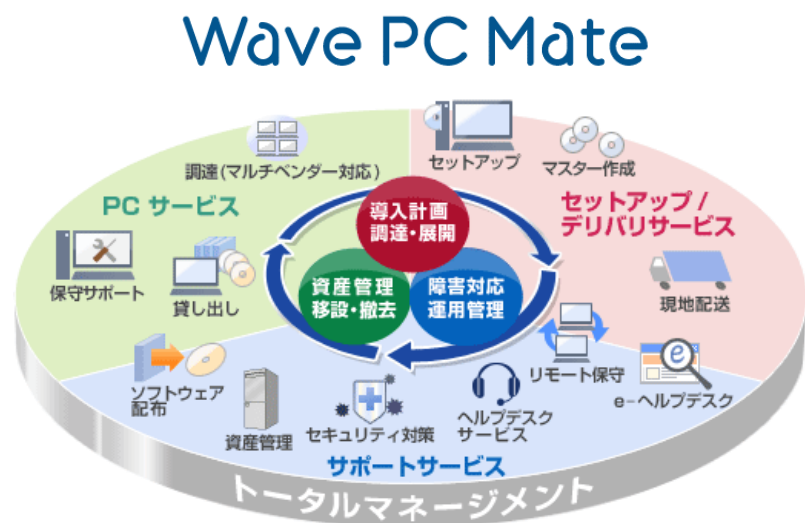 Wave PC Mate
調達(マルチベンダー対応)
PC サービス
保守サポート
貸し出し
セットアップ
マスター作成
セットアップ /
デリバリサービス
現地配送
導入計画
調達・展開
資産管理
移設・撤去
障害対応
運用管理
ソフトウェア
配布
資産管理
セキュリティ対策
ヘルプデスク
サービス
リモート保守
e
e-ヘルプデスク
サポートサービス
トータルマネージメント